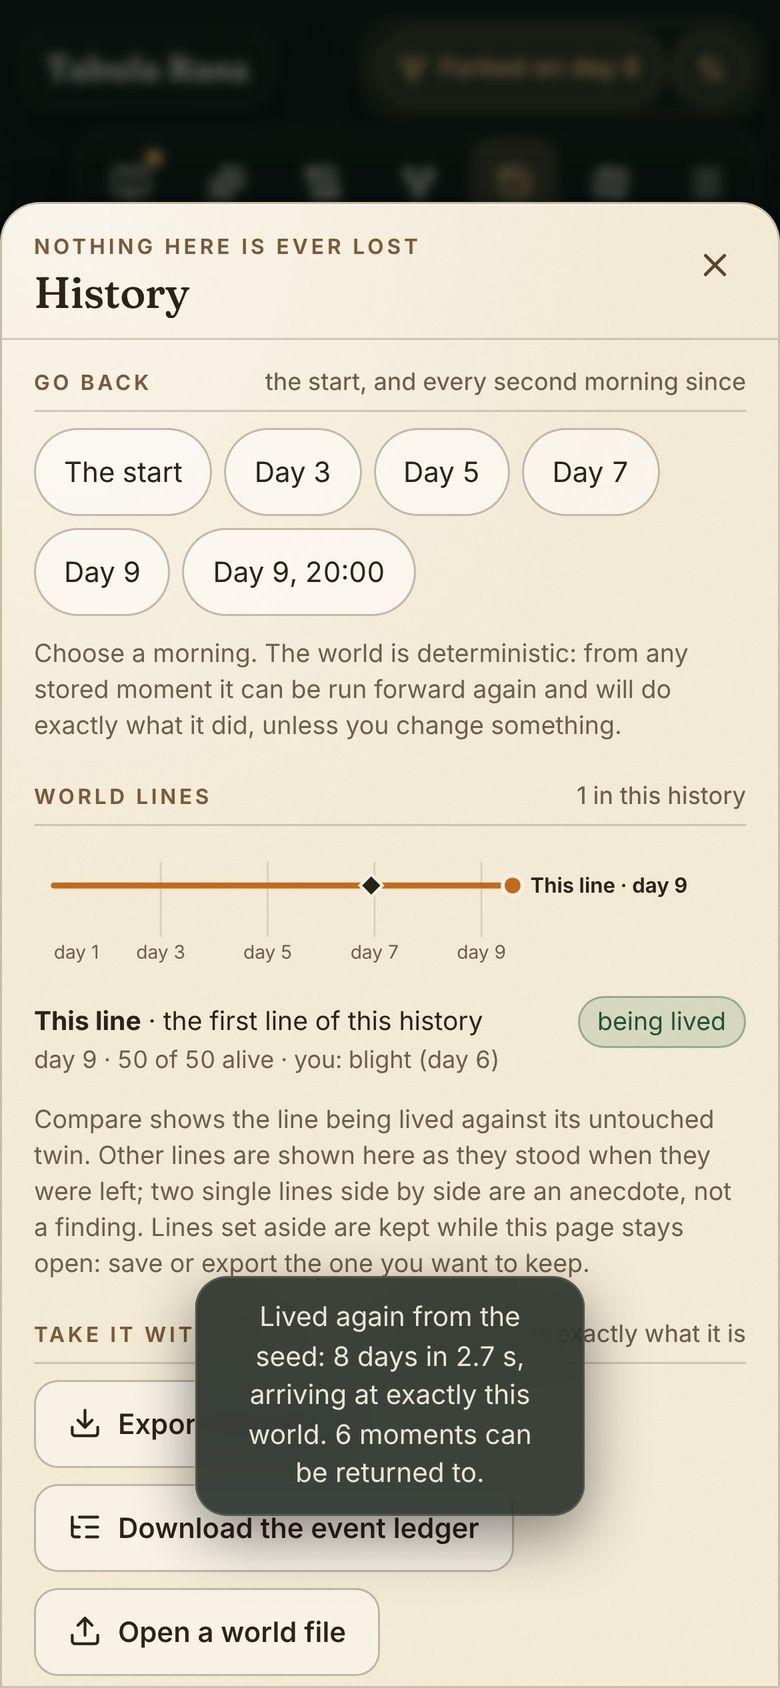 Tabula Rasa
Forked on day 6
NOTHING HERE IS EVER LOST
History
GO BACK
the start, and every second morning since
The start
Day 3
Day 5
Day 7
Day 9
Day 9, 20:00
Choose a morning. The world is deterministic: from any
stored moment it can be run forward again and will do
exactly what it did, unless you change something.
WORLD LINES
1 in this history
This line · day 9
day 1
day 3
day 5
day 7
day 9
This line · the first line of this history
being lived
day 9 · 50 of 50 alive · you: blight (day 6)
Compare shows the line being lived against its untouched
twin. Other lines are shown here as they stood when they
were left; two single lines side by side are an anecdote, not
a finding. Lines set aside are kept while this page stays
open: save or export the one you want to keep.
TAKE IT WIT
exactly what it is
Lived again from the
seed: 8 days in 2.7 s,
arriving at exactly this
world. 6 moments can
be returned to.
Expor
Download the event ledger
Open a world file